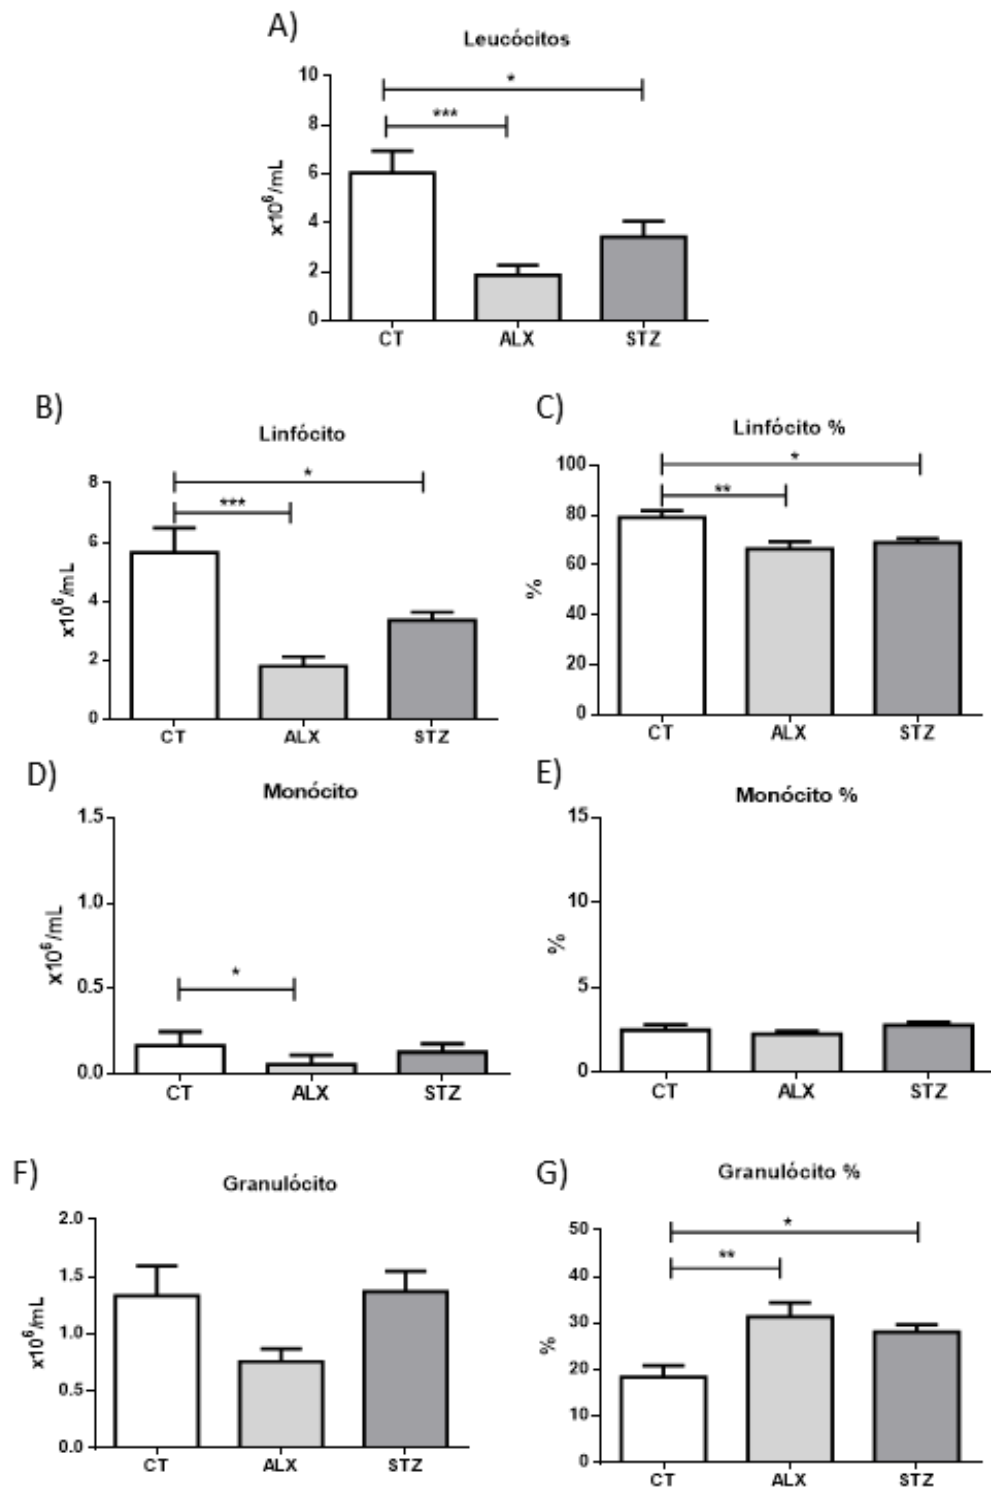 A)
Leucócitos
10
8
6
4
2
0
x10⁶/mL
*
***
CT ALX STZ
B)
Linfócito
8
6
4
2
0
x10⁶/mL
*
***
CT ALX STZ
C)
Linfócito %
100
80
60
40
20
0
%
*
**
CT ALX STZ
D)
Monócito
1.5
1.0
0.5
0.0
x10⁶/mL
*
CT ALX STZ
E)
Monócito %
15
10
5
0
%
CT ALX STZ
F)
Granulócito
2.0
1.5
1.0
0.5
0.0
x10⁶/mL
CT ALX STZ
G)
Granulócito %
50
40
30
20
10
0
%
*
**
CT ALX STZ